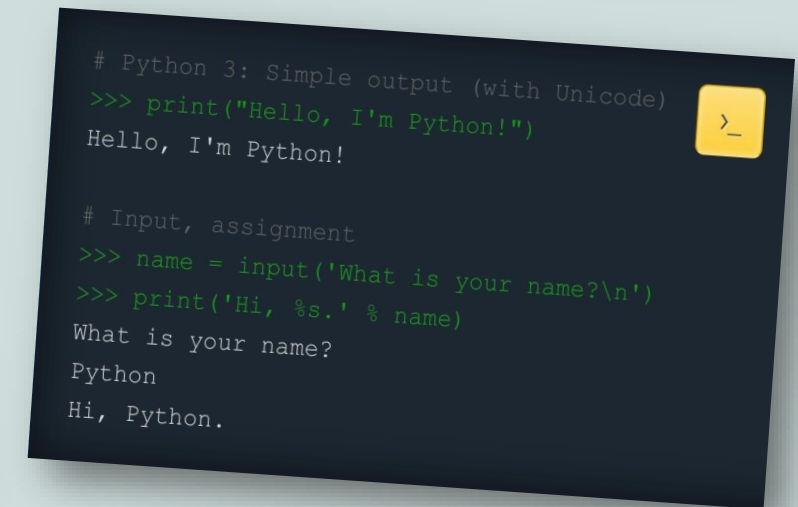 # Python 3: Simple output (with Unicode)
>>> print("Hello, I'm Python!")
Hello, I'm Python!

# Input, assignment
>>> name = input('What is your name?\n')
>>> print('Hi, %s.' % name)
What is your name?
Python
Hi, Python.
>_